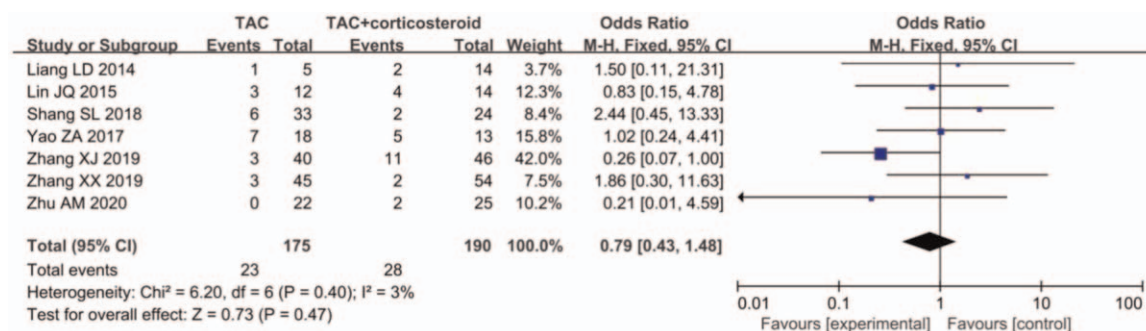 TAC TAC+corticosteroid Odds Ratio Odds Ratio
Study or Subgroup Events Total Events Total Weight M-H, Fixed, 95% CI M-H, Fixed, 95% CI
Liang LD 2014 1 5 2 14 3.7% 1.50 [0.11, 21.31]
Lin JQ 2015 3 12 4 14 12.3% 0.83 [0.15, 4.78]
Shang SL 2018 6 33 2 24 8.4% 2.44 [0.45, 13.33]
Yao ZA 2017 7 18 5 13 15.8% 1.02 [0.24, 4.41]
Zhang XJ 2019 3 40 11 46 42.0% 0.26 [0.07, 1.00]
Zhang XX 2019 3 45 2 54 7.5% 1.86 [0.30, 11.63]
Zhu AM 2020 0 22 2 25 10.2% 0.21 [0.01, 4.59]
Total (95% CI) 175 190 100.0% 0.79 [0.43, 1.48]
Total events 23 28
Heterogeneity: Chi² = 6.20, df = 6 (P = 0.40); I² = 3%
Test for overall effect: Z = 0.73 (P = 0.47)
0.01 0.1 1 10 100
Favours [experimental] Favours [control]